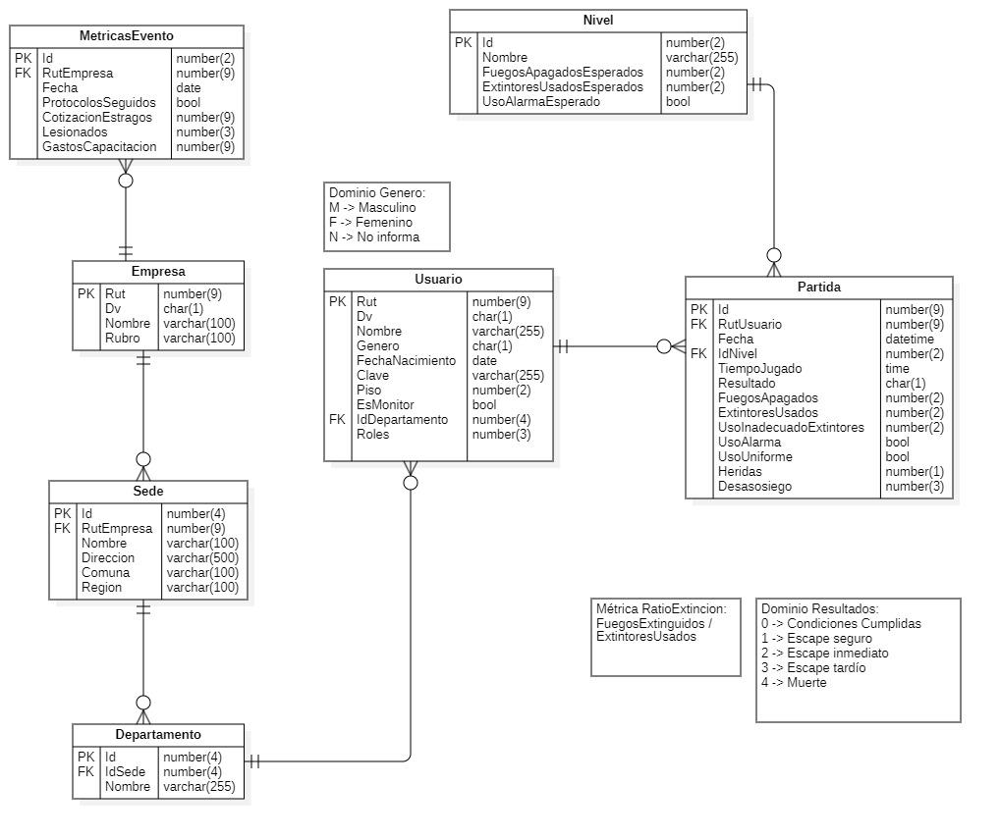 MetricasEvento
PK Id number(2)
FK RutEmpresa number(9)
Fecha date
ProtocolosSeguidos bool
CotizacionEstragos number(9)
Lesionados number(3)
GastosCapacitacion number(9)
Nivel
PK Id number(2)
Nombre varchar(255)
FuegosApagadosEsperados number(2)
ExtintoresUsadosEsperados number(2)
UsoAlarmaEsperado bool
Dominio Genero:
M -> Masculino
F -> Femenino
N -> No informa
Empresa
PK Rut number(9)
Dv char(1)
Nombre varchar(100)
Rubro varchar(100)
Usuario
PK Rut number(9)
Dv char(1)
Nombre varchar(255)
Genero char(1)
FechaNacimiento date
Clave varchar(255)
Piso number(2)
EsMonitor bool
FK IdDepartamento number(4)
Roles number(3)
Partida
PK Id number(9)
FK RutUsuario number(9)
Fecha datetime
FK IdNivel number(2)
TiempoJugado time
Resultado char(1)
FuegosApagados number(2)
ExtintoresUsados number(2)
UsoInadecuadoExtintores number(2)
UsoAlarma bool
UsoUniforme bool
Heridas number(1)
Desasosiego number(3)
Sede
PK Id number(4)
FK RutEmpresa number(9)
Nombre varchar(100)
Direccion varchar(500)
Comuna varchar(100)
Region varchar(100)
Métrica RatioExtincion:
FuegosExtinguidos /
ExtintoresUsados
Dominio Resultados:
0 -> Condiciones Cumplidas
1 -> Escape seguro
2 -> Escape inmediato
3 -> Escape tardío
4 -> Muerte
Departamento
PK Id number(4)
FK IdSede number(4)
Nombre varchar(255)